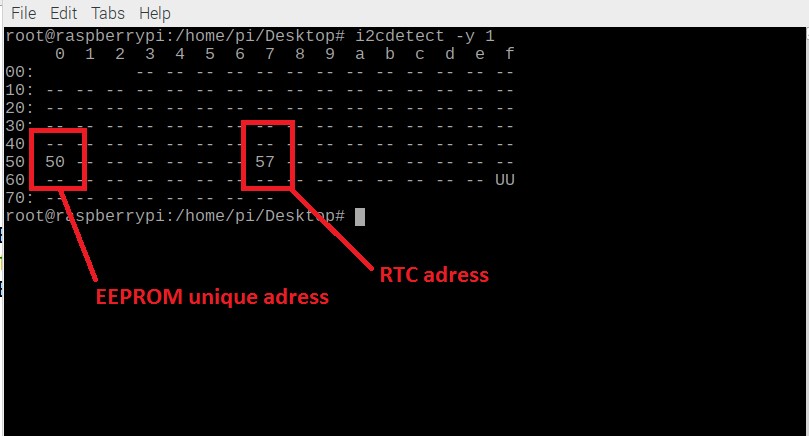 File Edit Tabs Help
root@raspberrypi:/home/pi/Desktop# i2cdetect -y 1
     0  1  2  3  4  5  6  7  8  9  a  b  c  d  e  f
00:          -- -- -- -- -- -- -- -- -- -- -- -- --
10: -- -- -- -- -- -- -- -- -- -- -- -- -- -- -- --
20: -- -- -- -- -- -- -- -- -- -- -- -- -- -- -- --
30: -- -- -- -- -- -- -- -- -- -- -- -- -- -- -- --
40 -- -- -- -- -- -- -- -- -- -- -- -- -- -- -- --
50 50 -- -- -- -- -- -- 57 -- -- -- -- -- -- -- --
60 -- -- -- -- -- -- -- -- -- -- -- -- -- -- -- UU
70: -- -- -- -- -- -- -- --
root@raspberrypi:/home/pi/Desktop#
RTC adress
EEPROM unique adress